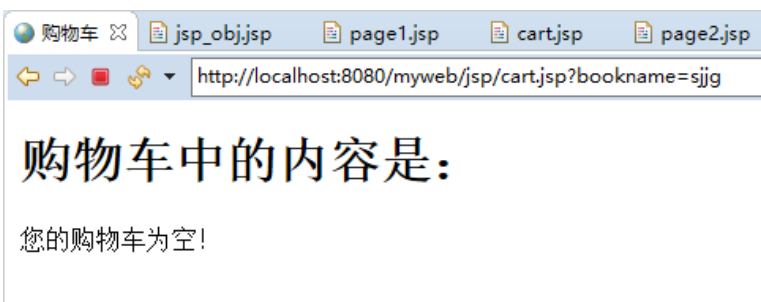 购物车 jsp_obj.jsp page1.jsp cart.jsp page2.jsp
http://localhost:8080/myweb/jsp/cart.jsp?bookname=sjjg
购物车中的内容是：
您的购物车为空！